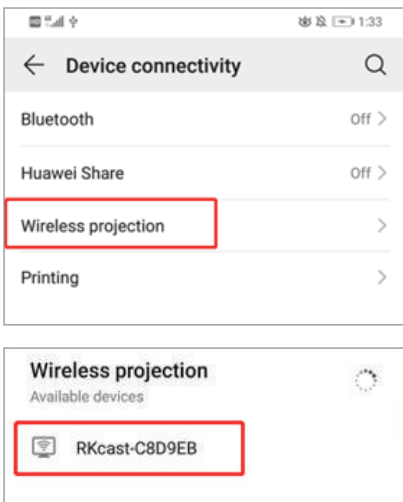 1:33
Device connectivity
Bluetooth Off
Huawei Share Off
Wireless projection
Printing
Wireless projection
Available devices
RKcast-C8D9EB